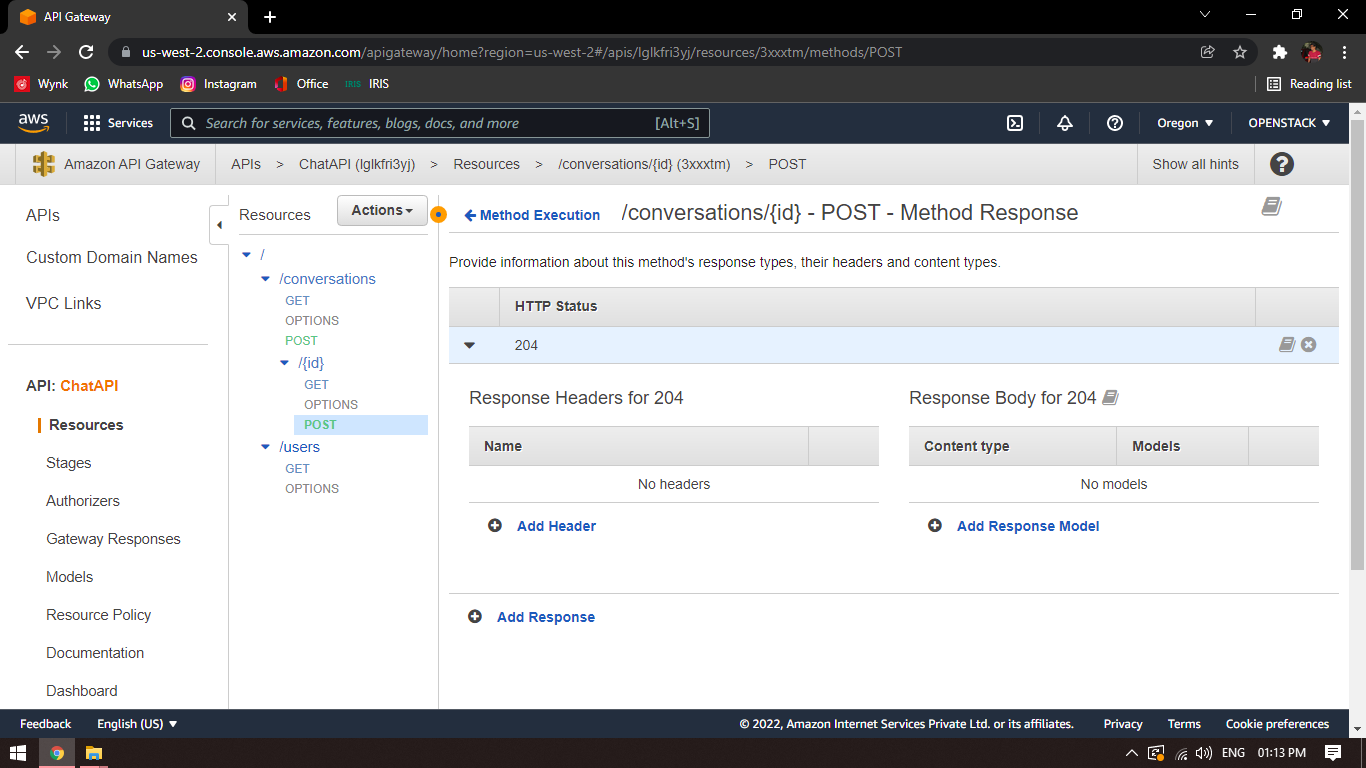 API Gateway
us-west-2.console.aws.amazon.com/apigateway/home?region=us-west-2#/apis/lglkfri3yj/resources/3xxxtm/methods/POST
Wynk WhatsApp Instagram Office IRIS IRIS Reading list
aws Services Search for services, features, blogs, docs, and more [Alt+S] Oregon OPENSTACK
Amazon API Gateway APIs > ChatAPI (lglkfri3yj) > Resources > /conversations/{id} (3xxxtm) > POST Show all hints
APIs
Custom Domain Names
VPC Links
API: ChatAPI
Resources
Stages
Authorizers
Gateway Responses
Models
Resource Policy
Documentation
Dashboard
Resources Actions
/
/conversations
GET
OPTIONS
POST
/{id}
GET
OPTIONS
POST
/users
GET
OPTIONS
Method Execution /conversations/{id} - POST - Method Response
Provide information about this method's response types, their headers and content types.
HTTP Status
204
Response Headers for 204
Name
No headers
Add Header
Response Body for 204
Content type Models
No models
Add Response Model
Add Response
Feedback English (US) © 2022, Amazon Internet Services Private Ltd. or its affiliates. Privacy Terms Cookie preferences
ENG 01:13 PM